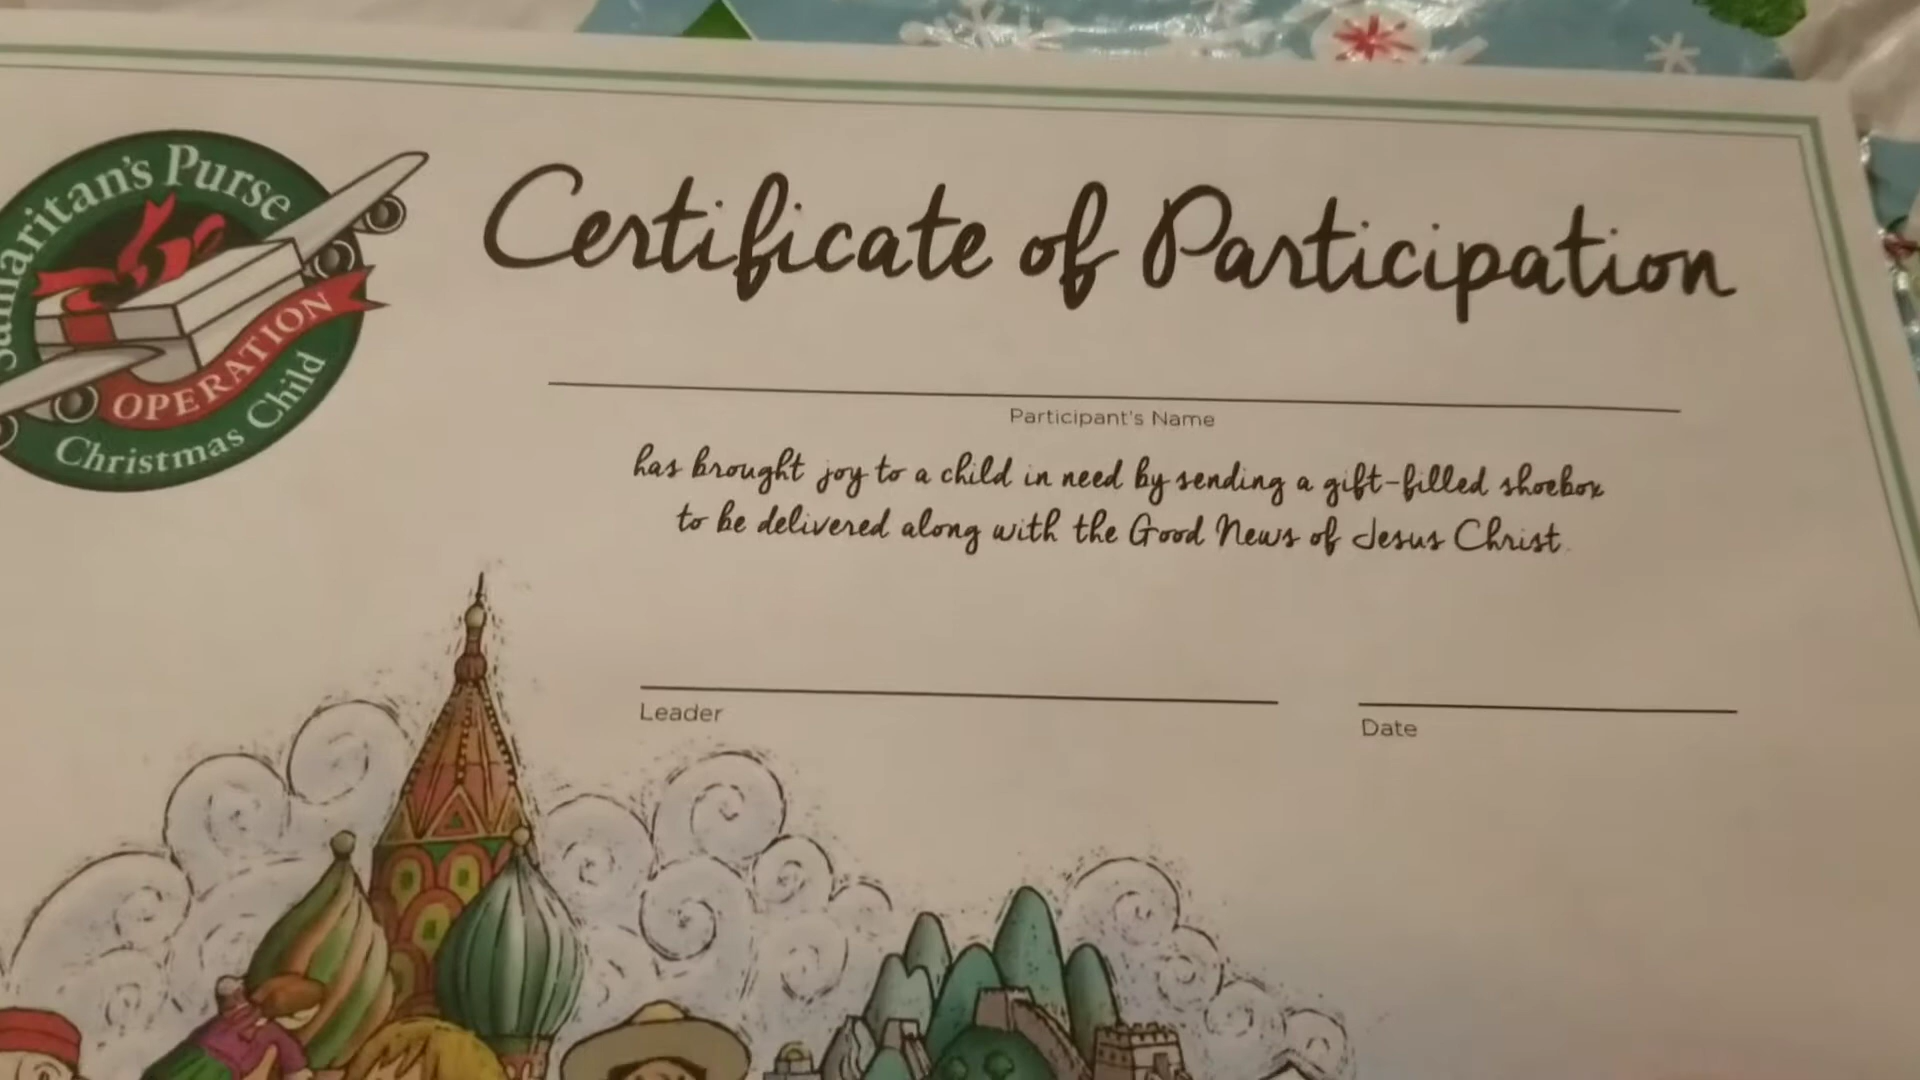 Samaritan's Purse
OPERATION
Christmas Child
Certificate of Participation
Participant's Name
has brought joy to a child in need by sending a gift-filled shoebox
to be delivered along with the Good News of Jesus Christ.
Leader
Date